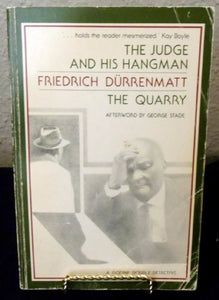 . . . holds the reader mesmerized Kay Boyle
THE JUDGE
AND HIS HANGMAN
FRIEDRICH DÜRRENMATT
THE QUARRY
AFTERWORD BY GEORGE STADE
A GODINE DOUBLE DETECTIVE